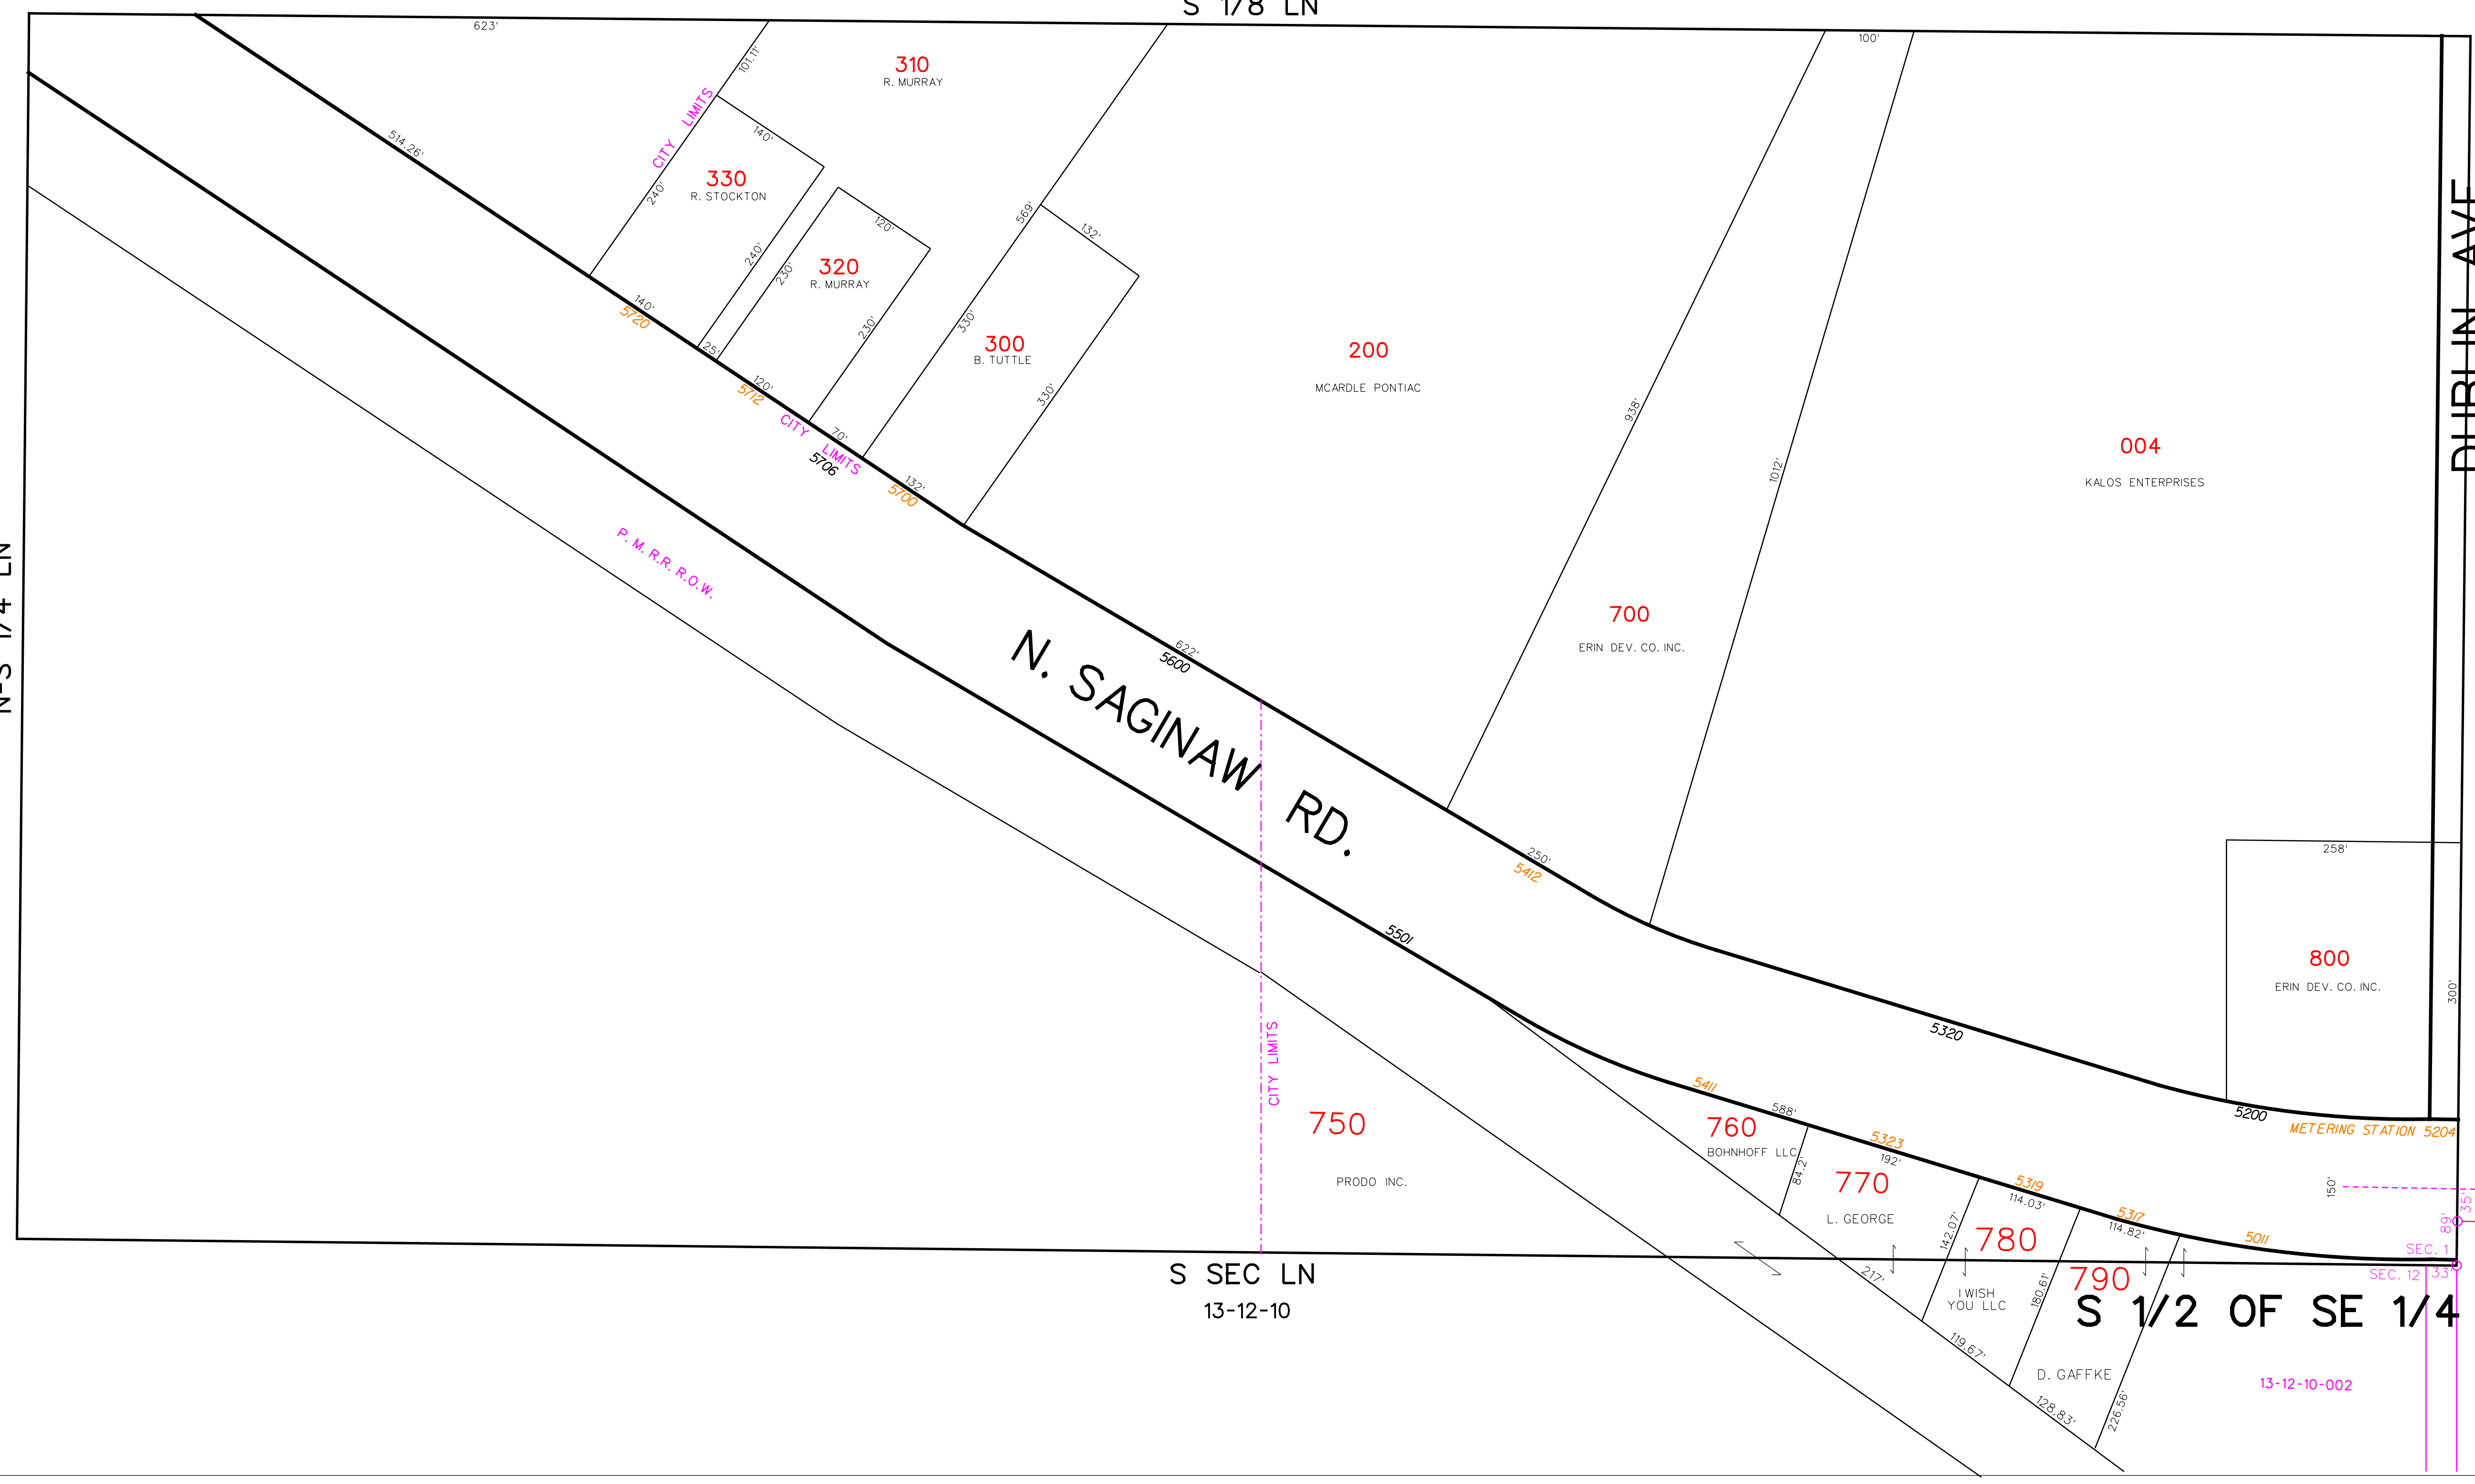 S 1/8 LN
623'
100'
101.11'
310
R. MURRAY
CITY LIMITS
140'
514.26'
330
R. STOCKTON
240'
240'
120'
320
R. MURRAY
230'
230'
569'
132'
300
B. TUTTLE
330'
330'
200
MCARDLE PONTIAC
938'
1012'
004
KALOS ENTERPRISES
DUBLIN AVE
140'
5720
25'
120'
5712
CITY LIMITS
70'
5706
132'
5700
P. M. R.R. R.O.W.
N-S 1/4 LN
700
ERIN DEV. CO. INC.
622'
5600
N. SAGINAW RD.
250'
5412
258'
800
ERIN DEV. CO. INC.
300'
5501
5320
5200
METERING STATION 5204
CITY LIMITS
750
PRODO INC.
5411
588'
760
BOHNHOFF LLC
84.2'
5323
192'
770
L. GEORGE
5319
114.03'
142.07'
780
I WISH
YOU LLC
5317
114.82'
5011
150'
35'
89'
SEC. 1
SEC. 12
33'
217'
180.61'
790
119.67'
D. GAFFKE
128.83'
226.56'
S SEC LN
13-12-10
S 1/2 OF SE 1/4
13-12-10-002